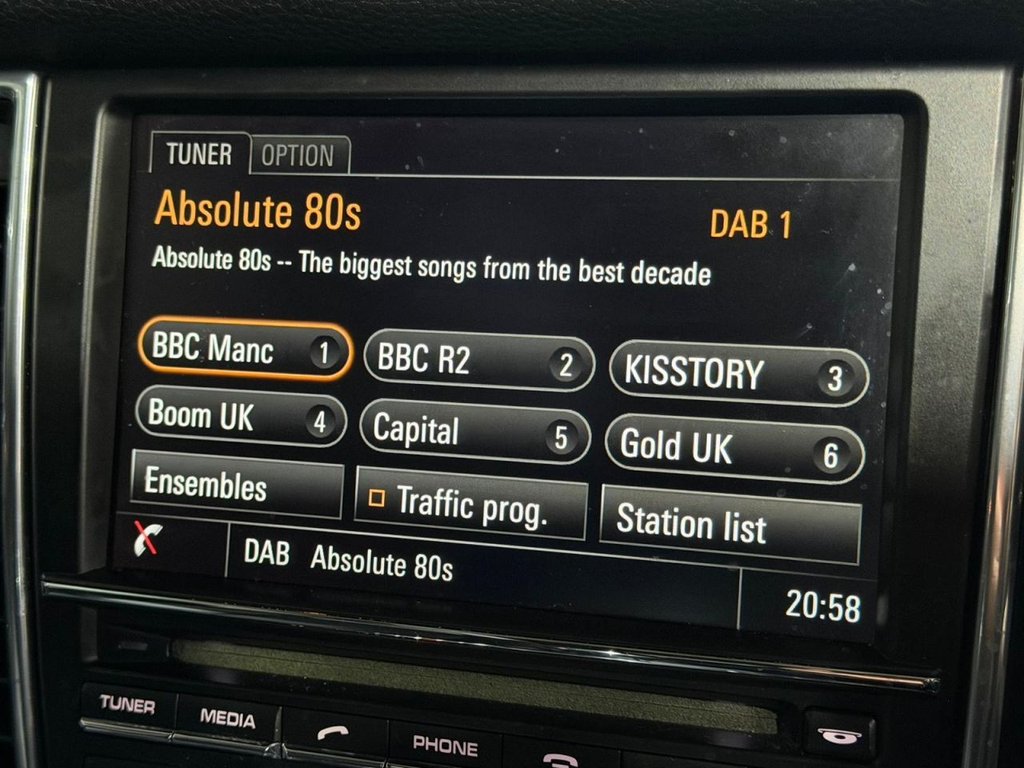 TUNER OPTION
Absolute 80s DAB 1
Absolute 80s -- The biggest songs from the best decade
BBC Manc 1 BBC R2 2 KISSTORY 3
Boom UK 4 Capital 5 Gold UK 6
Ensembles Traffic prog. Station list
DAB Absolute 80s 20:58
TUNER MEDIA PHONE